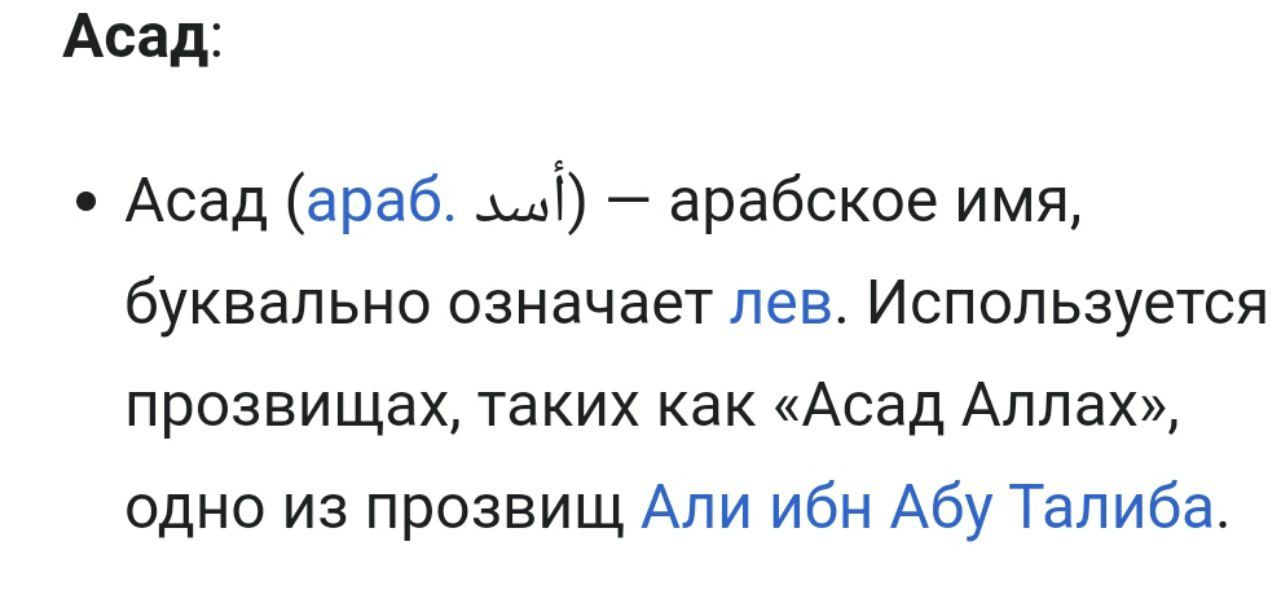 Асад:
• Асад (араб. أسد) — арабское имя,
буквально означает лев. Используется
прозвищах, таких как «Асад Аллах»,
одно из прозвищ Али ибн Абу Талиба.